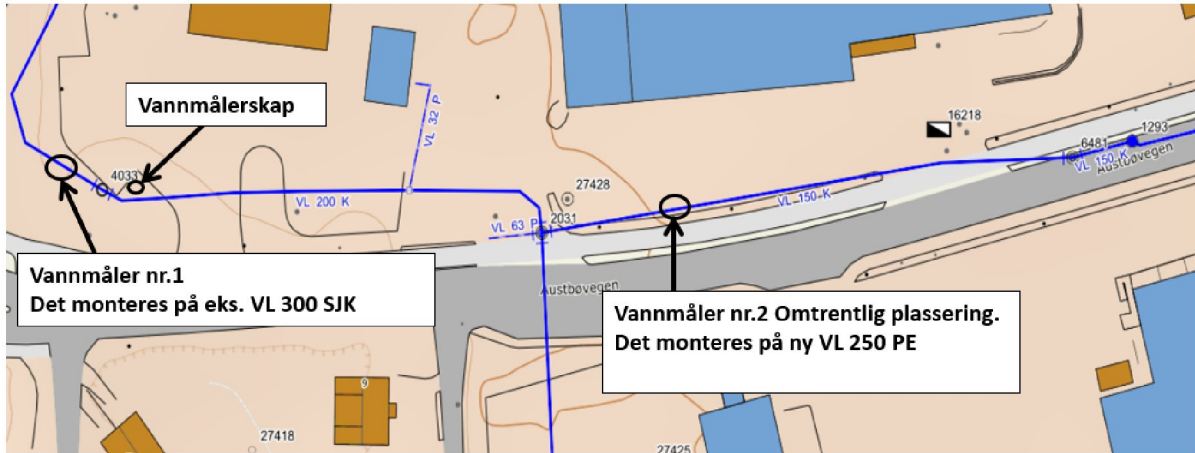 Vannmålerskap
VL 32 P
16218
1293
6481
VL 150 K
Austbøvegen
4033
VL 200 K
27428
VL 150 K
VL 63 P
2031
Austbøvegen
Vannmåler nr.1
Det monteres på eks. VL 300 SJK
Vannmåler nr.2 Omtrentlig plassering.
Det monteres på ny VL 250 PE
9
27418
27425